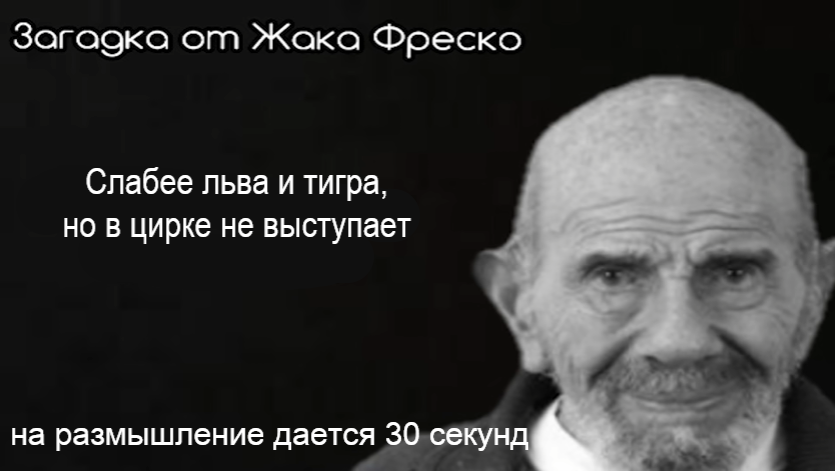 Загадка от Жака Фреско
Слабее льва и тигра,
но в цирке не выступает
на размышление дается 30 секунд